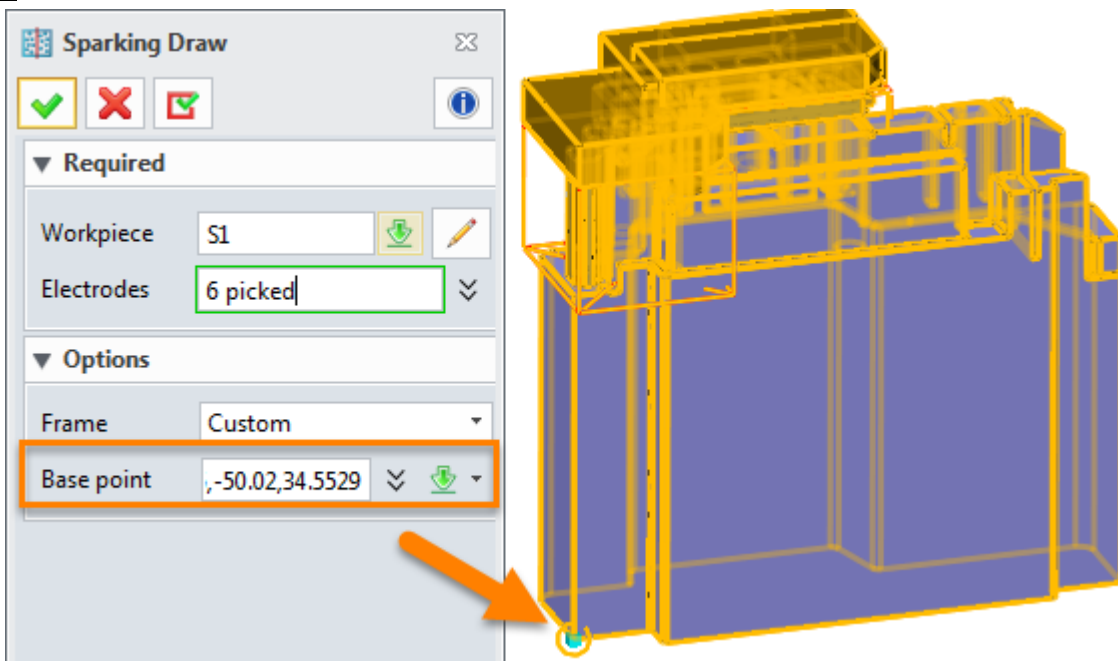 Sparking Draw
Required
Workpiece S1
Electrodes 6 picked
Options
Frame Custom
Base point ,-50.02,34.5529